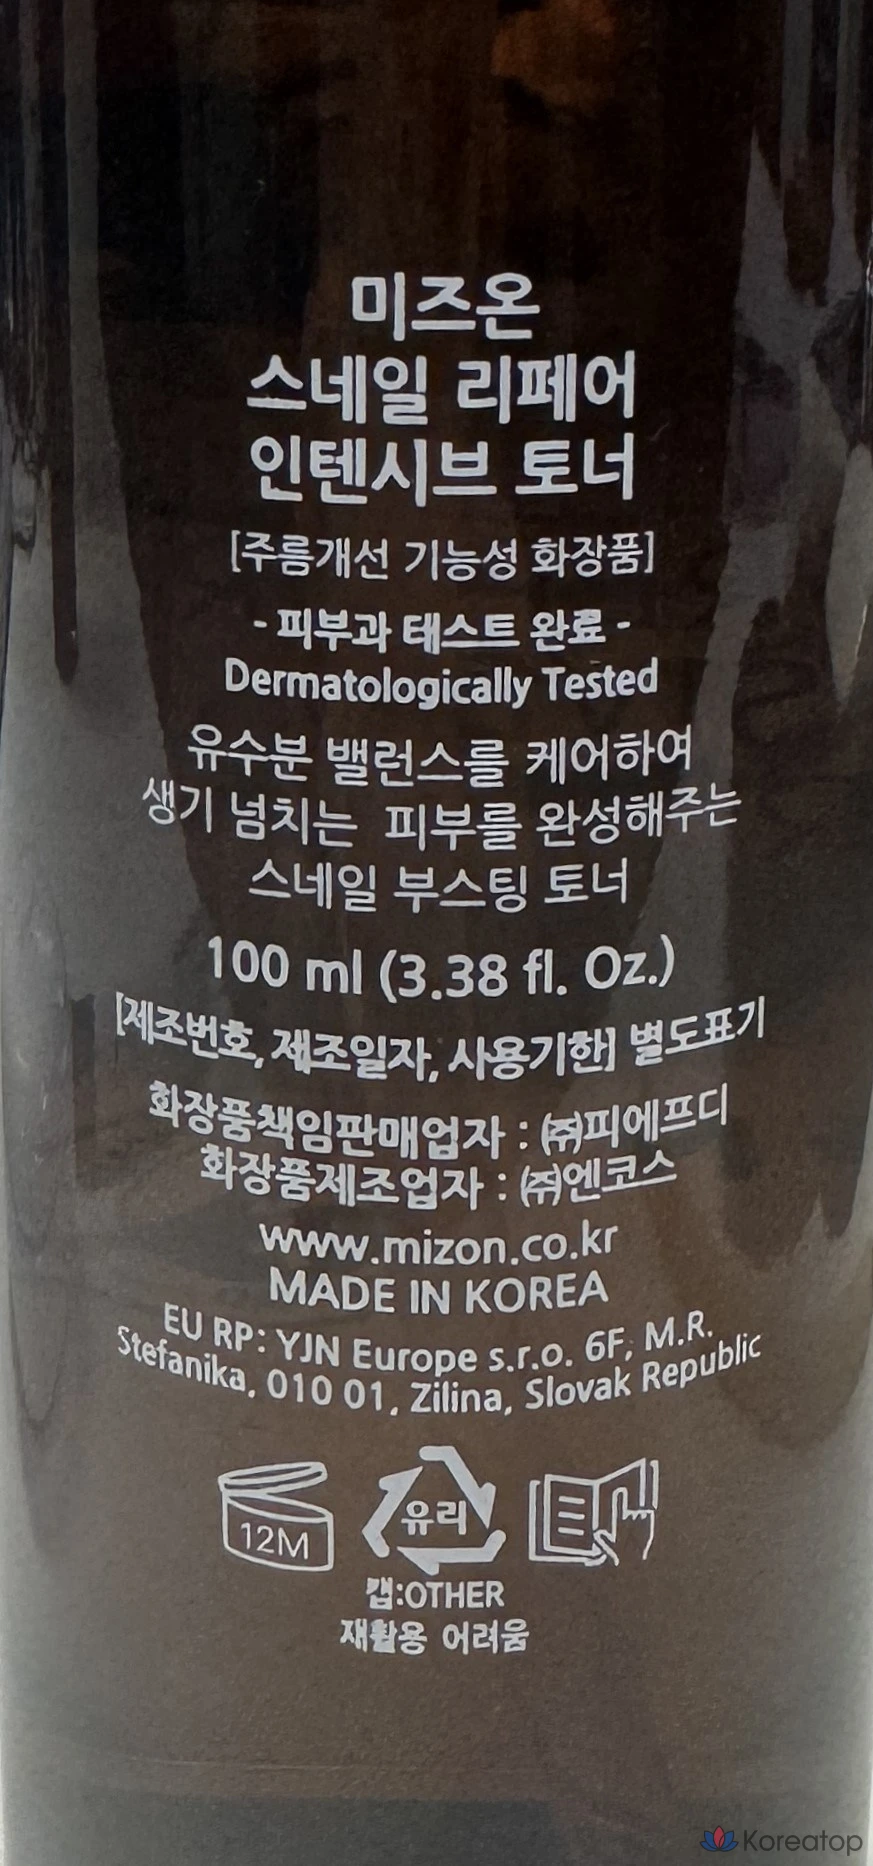 미즈온
스네일 리페어
인텐시브 토너
[주름개선 기능성 화장품]
- 피부과 테스트 완료 -
Dermatologically Tested
유수분 밸런스를 케어하여
생기 넘치는 피부를 완성해주는
스네일 부스팅 토너
100 ml (3.38 fl. Oz.)
[제조번호, 제조일자, 사용기한] 별도표기
화장품책임판매업자 : ㈜피에프디
화장품제조업자 : ㈜엔코스
www.mizon.co.kr
MADE IN KOREA
EU RP: YJN Europe s.r.o. 6F, M.R.
Stefanika, 010 01, Zilina, Slovak Republic
12M
유리
캡:OTHER
재활용 어려움
Koreatop